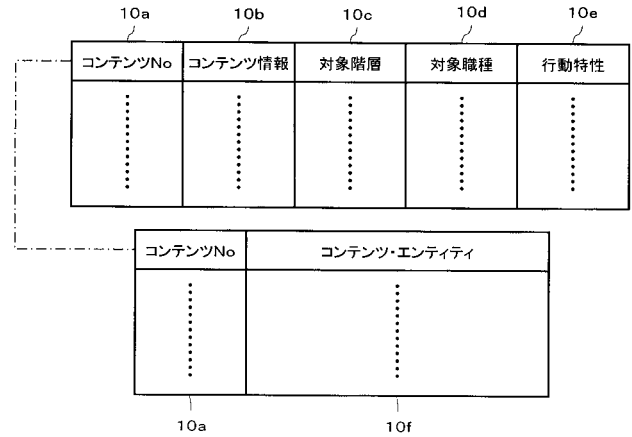 10a 10b 10c 10d 10e
コンテンツNo コンテンツ情報 対象階層 対象職種 行動特性
コンテンツNo コンテンツ・エンティティ
10a 10f